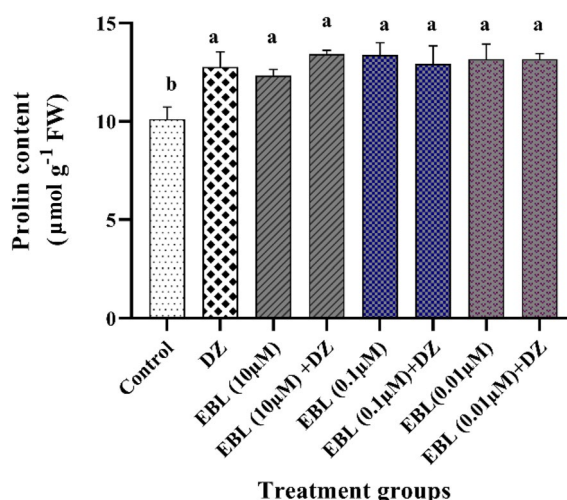 Prolin content
(µmol g⁻¹ FW)
15
10
5
0
b
a
a
a
a
a
a
a
Control
DZ
EBL (10µM)
EBL (10µM) +DZ
EBL (0.1µM)
EBL (0.1µM)+DZ
EBL(0.01µM)
EBL (0.01µM)+DZ
Treatment groups